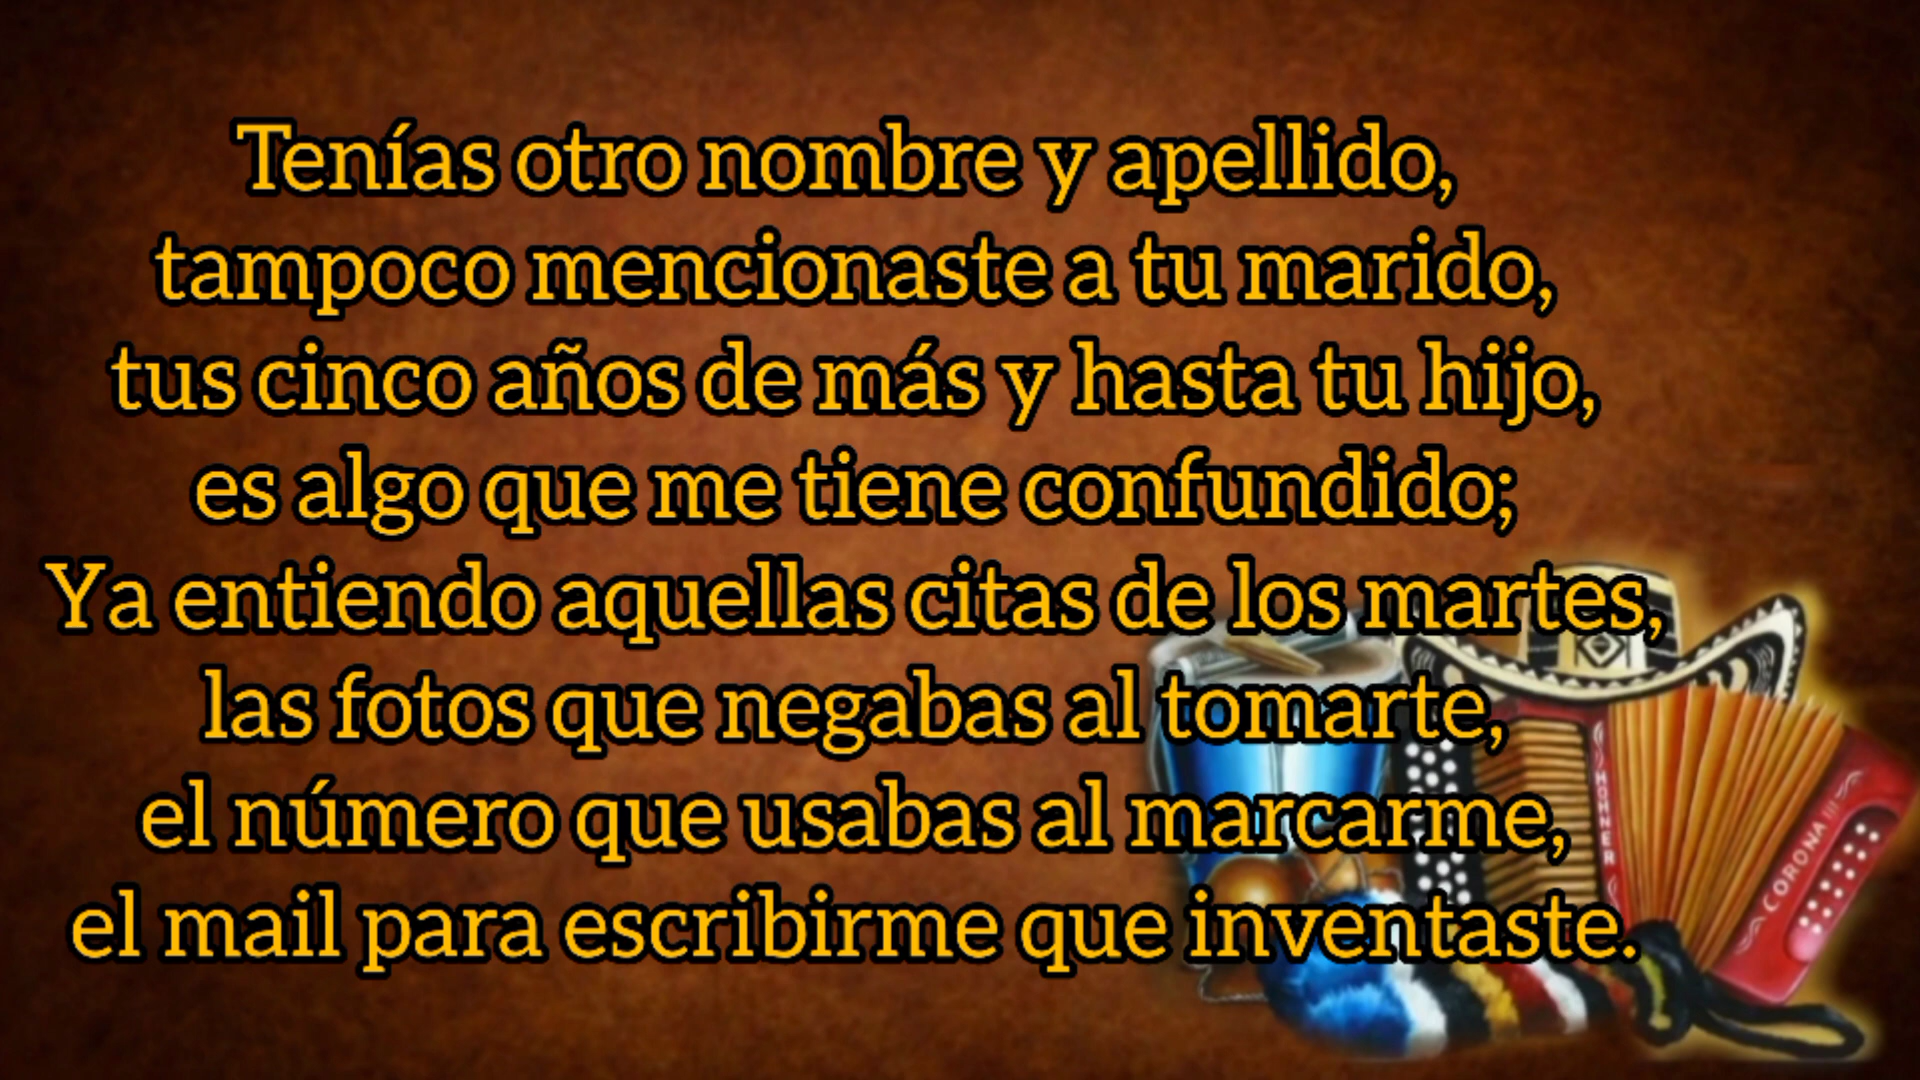 Tenías otro nombre y apellido,
tampoco mencionaste a tu marido,
tus cinco años de más y hasta tu hijo,
es algo que me tiene confundido;
Ya entiendo aquellas citas de los martes,
las fotos que negabas al tomarte,
el número que usabas al marcarme,
el mail para escribirme que inventaste.
HOHNER
CORONA III